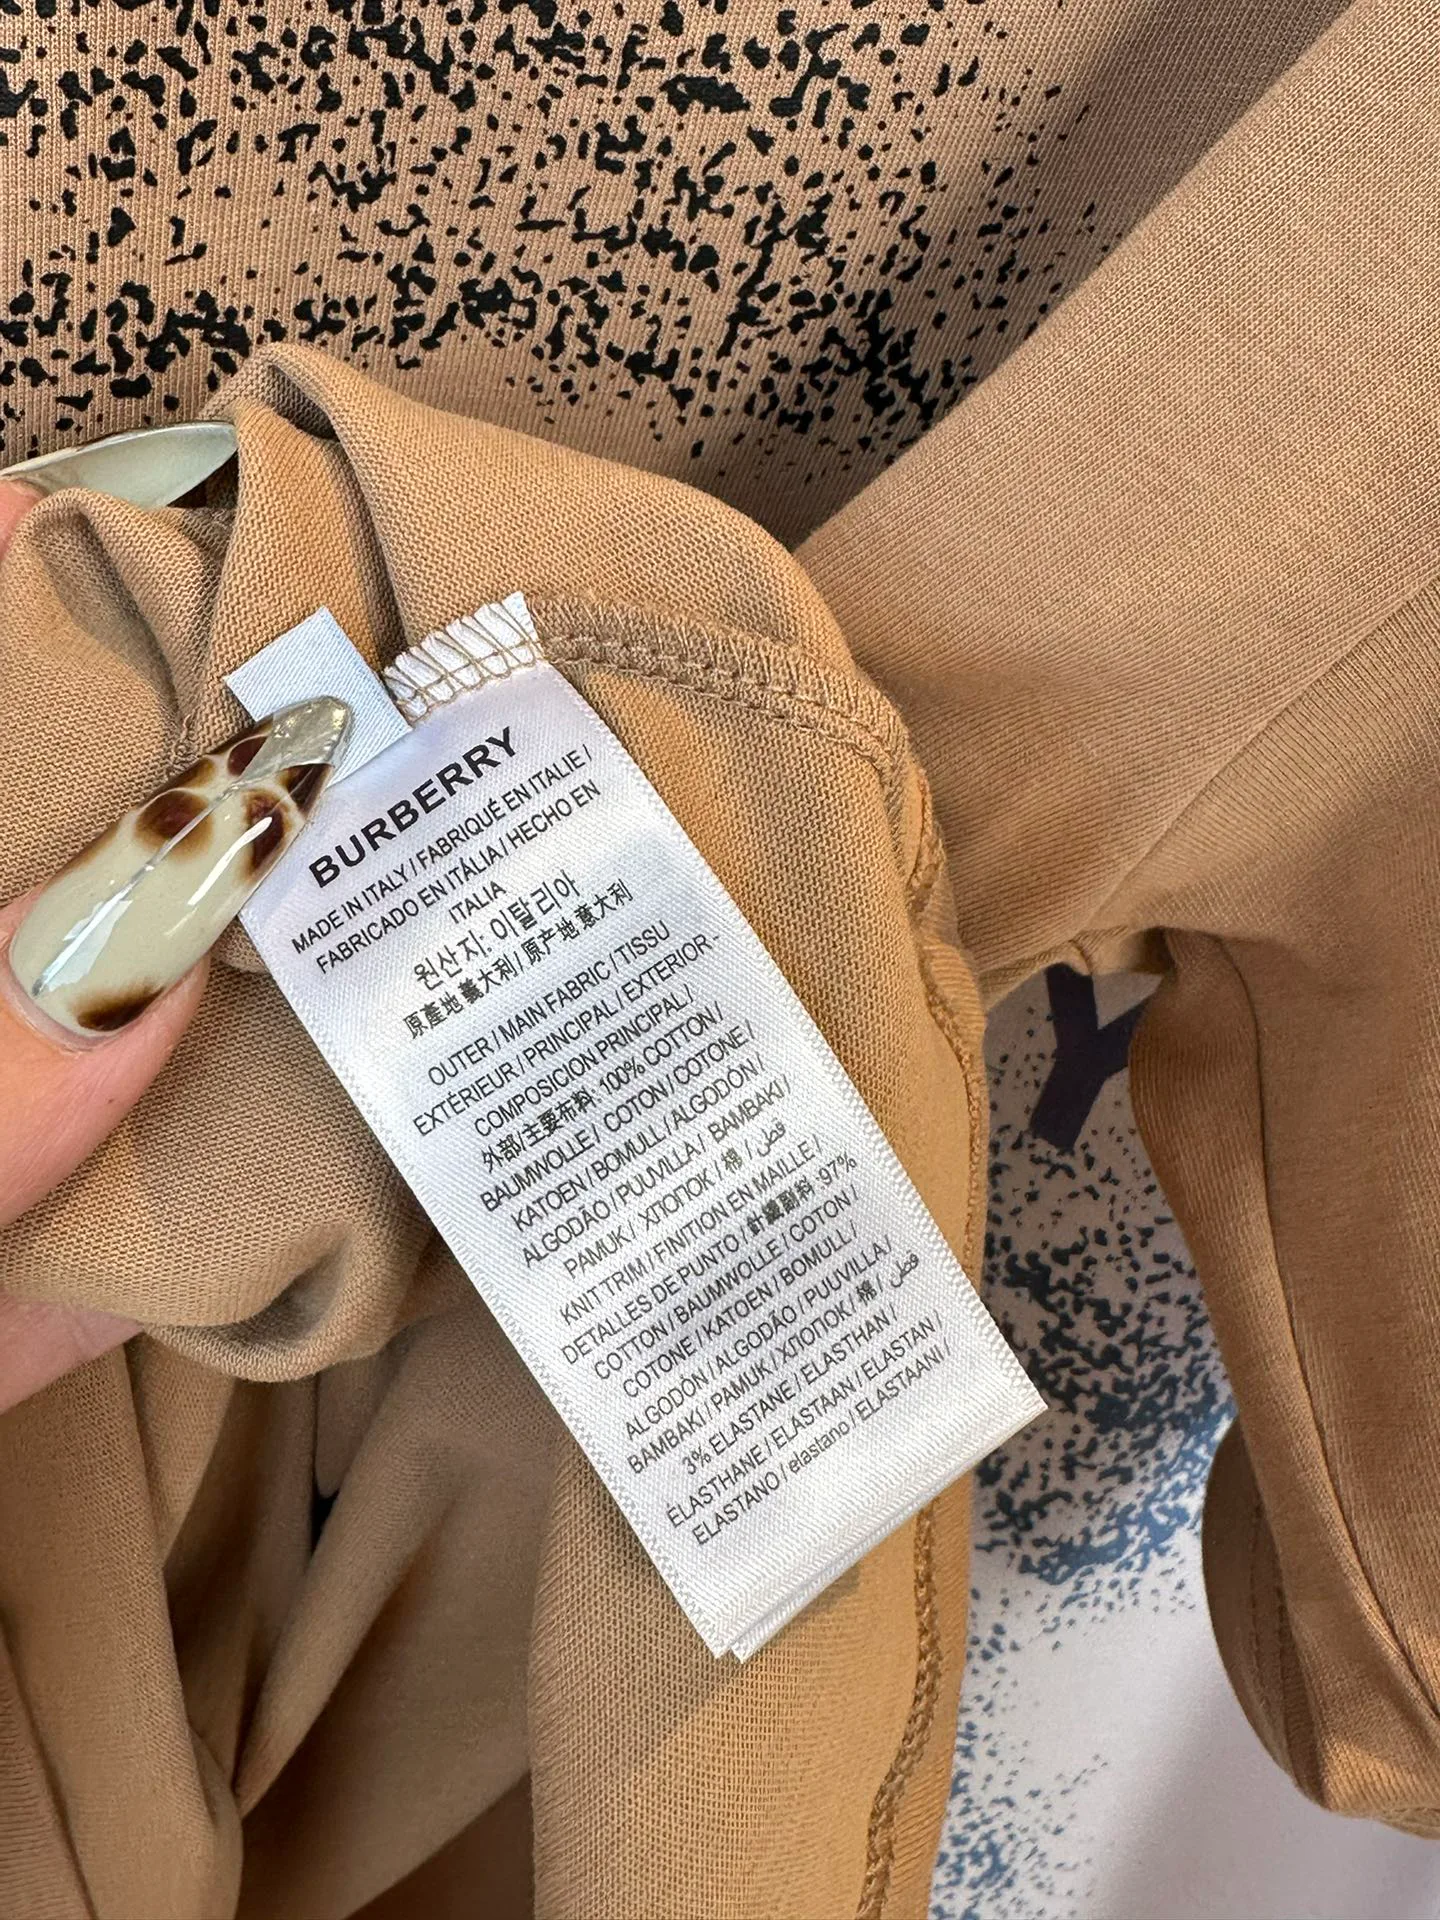 BURBERRY
MADE IN ITALY / FABRIQUÉ EN ITALIE /
FABRICADO EN ITÁLIA / HECHO EN
ITALIA
원산지: 이탈리아
原產地 義大利 / 原产地 意大利
OUTER / MAIN FABRIC / TISSU
EXTÉRIEUR / PRINCIPAL / EXTERIOR -
COMPOSICION PRINCIPAL /
外部/主要布料: 100% COTTON /
BAUMWOLLE / COTON / COTONE /
KATOEN / BOMULL / ALGODÓN /
ALGODÃO / PUUVILLA / BAMBAKI /
PAMUK / ΧΛΟΠΟΚ / 棉 / قطن
KNIT TRIM / FINITION EN MAILLE /
DETALLES DE PUNTO / 針織副料 :97%
COTTON / BAUMWOLLE / COTON /
COTONE / KATOEN / BOMULL /
ALGODÓN / ALGODÃO / PUUVILLA /
BAMBAKI / PAMUK / ΧΛΟΠΟΚ / 棉 / قطن
3% ELASTANE / ELASTHAN /
ÉLASTHANE / ELASTAAN / ELASTAN /
ELASTANO / elastano / ELASTAANI /
Y